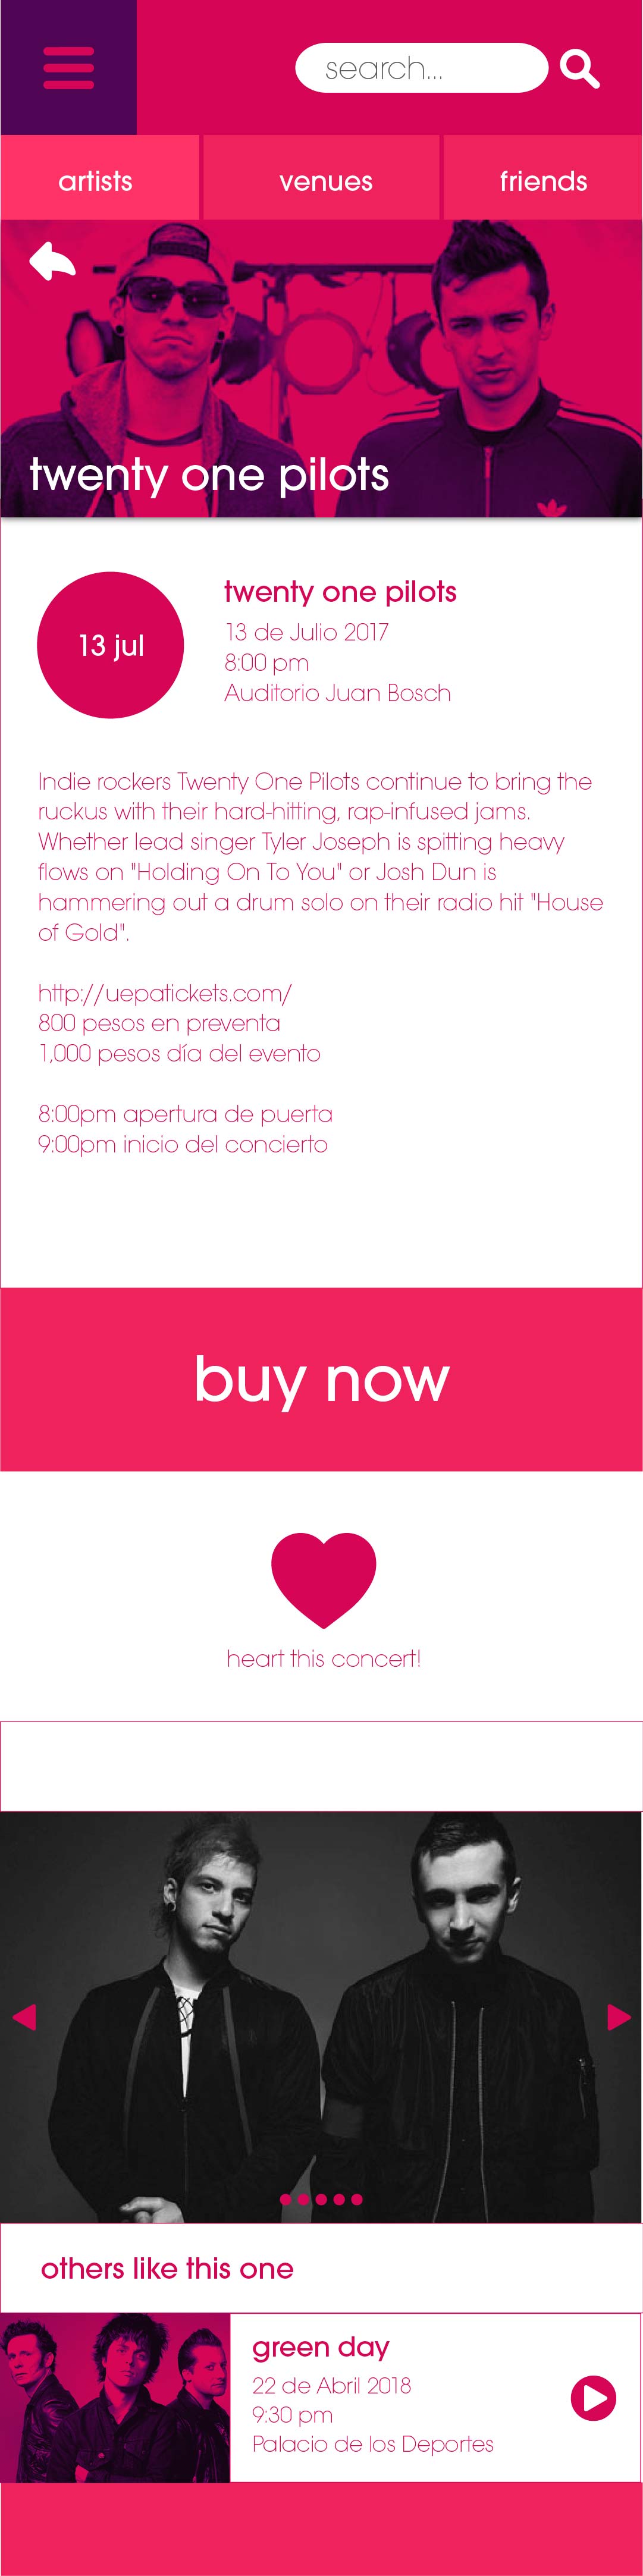 search...
artists
venues
friends
twenty one pilots
13 jul
twenty one pilots
13 de Julio 2017
8:00 pm
Auditorio Juan Bosch
Indie rockers Twenty One Pilots continue to bring the
ruckus with their hard-hitting, rap-infused jams.
Whether lead singer Tyler Joseph is spitting heavy
flows on "Holding On To You" or Josh Dun is
hammering out a drum solo on their radio hit "House
of Gold".
http://uepatickets.com/
800 pesos en preventa
1,000 pesos día del evento
8:00pm apertura de puerta
9:00pm inicio del concierto
buy now
heart this concert!
others like this one
green day
22 de Abril 2018
9:30 pm
Palacio de los Deportes